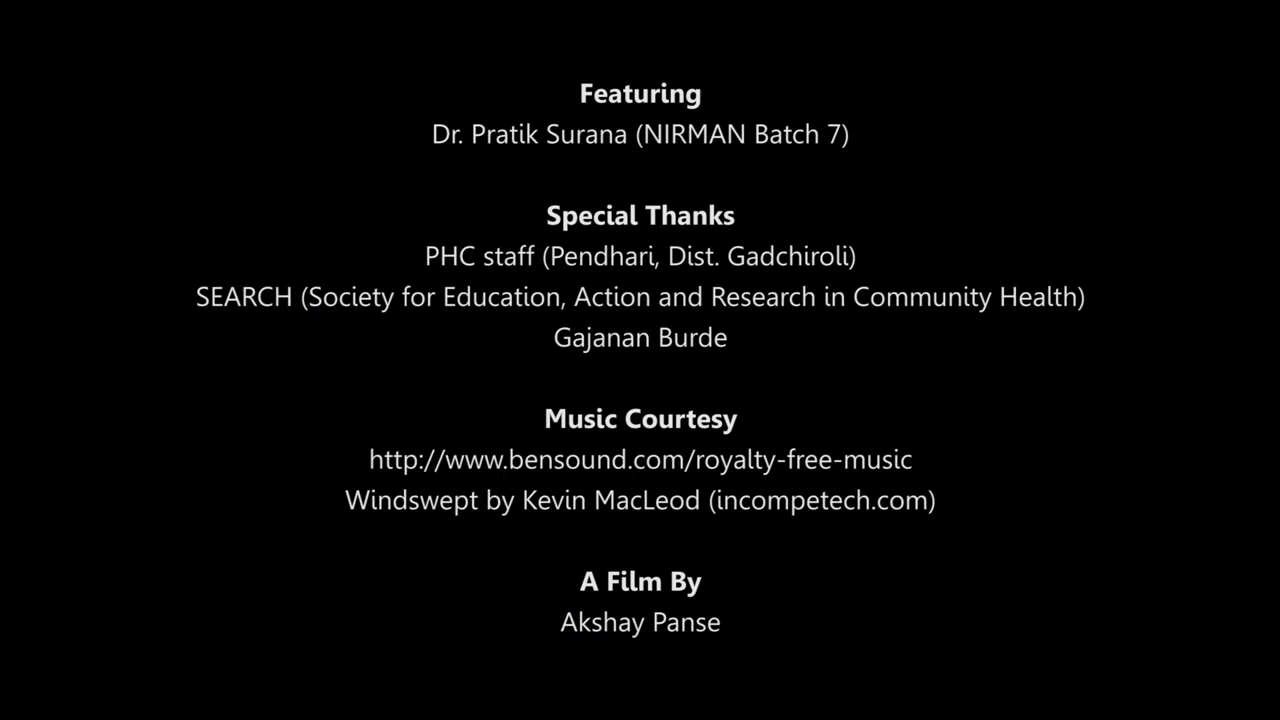 Featuring
Dr. Pratik Surana (NIRMAN Batch 7)
Special Thanks
PHC staff (Pendhari, Dist. Gadchiroli)
SEARCH (Society for Education, Action and Research in Community Health)
Gajanan Burde
Music Courtesy
http://www.bensound.com/royalty-free-music
Windswept by Kevin MacLeod (incompetech.com)
A Film By
Akshay Panse